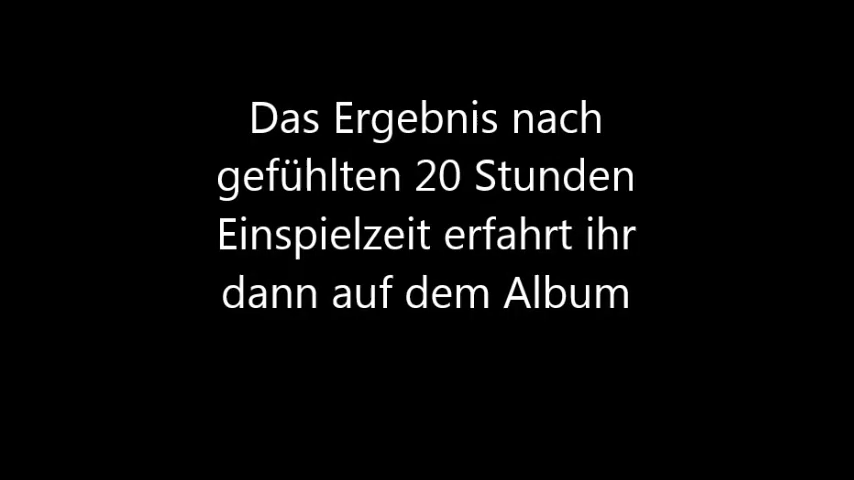 Das Ergebnis nach
gefühlten 20 Stunden
Einspielzeit erfahrt ihr
dann auf dem Album